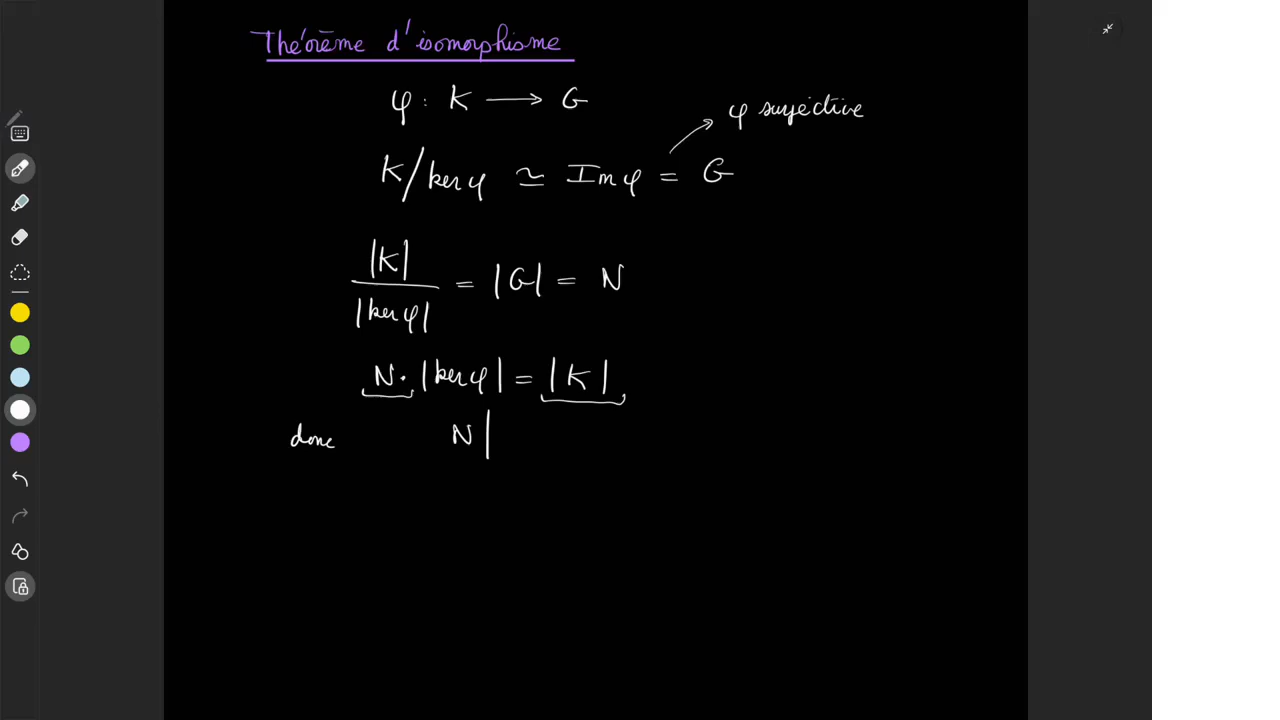 Théorème d'isomorphisme
φ : K ⟶ G
φ surjective
K/ker φ ≃ Im φ = G
|K| / |ker φ| = |G| = N
N · |ker φ| = |K|
donc N |